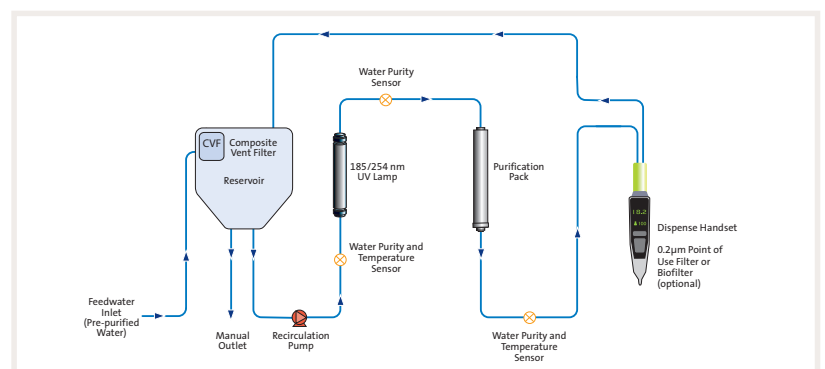 Water Purity
Sensor
CVF
Composite
Vent Filter
Reservoir
185/254 nm
UV Lamp
Purification
Pack
18.2
Dispense Handset
0.2µm Point of
Use Filter or
Biofilter
(optional)
Water Purity and
Temperature
Sensor
Feedwater
Inlet
(Pre-purified
Water)
Manual
Outlet
Recirculation
Pump
Water Purity and
Temperature
Sensor